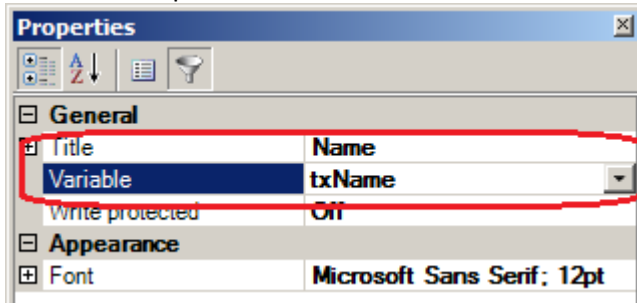 Properties
General
Title Name
Variable txName
Write protected Off
Appearance
Font Microsoft Sans Serif; 12pt